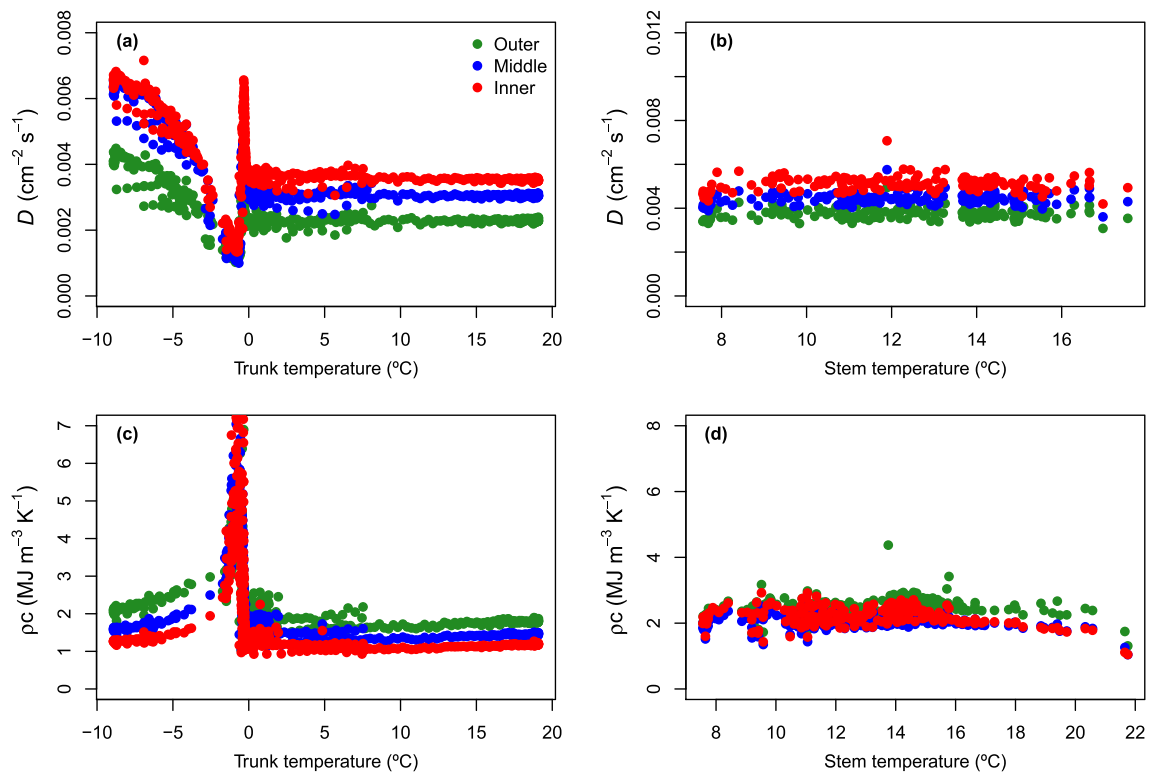 (a)
Outer
Middle
Inner
D (cm⁻² s⁻¹)
0.000 0.002 0.004 0.006 0.008
−10 −5 0 5 10 15 20
Trunk temperature (ºC)
(b)
D (cm⁻² s⁻¹)
0.000 0.004 0.008 0.012
8 10 12 14 16
Stem temperature (ºC)
(c)
ρc (MJ m⁻³ K⁻¹)
0 1 2 3 4 5 6 7
−10 −5 0 5 10 15 20
Trunk temperature (ºC)
(d)
ρc (MJ m⁻³ K⁻¹)
0 2 4 6 8
8 10 12 14 16 18 20 22
Stem temperature (ºC)